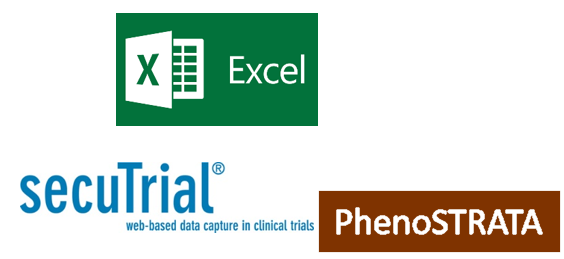 X
Excel
secuTrial®
web-based data capture in clinical trials
PhenoSTRATA